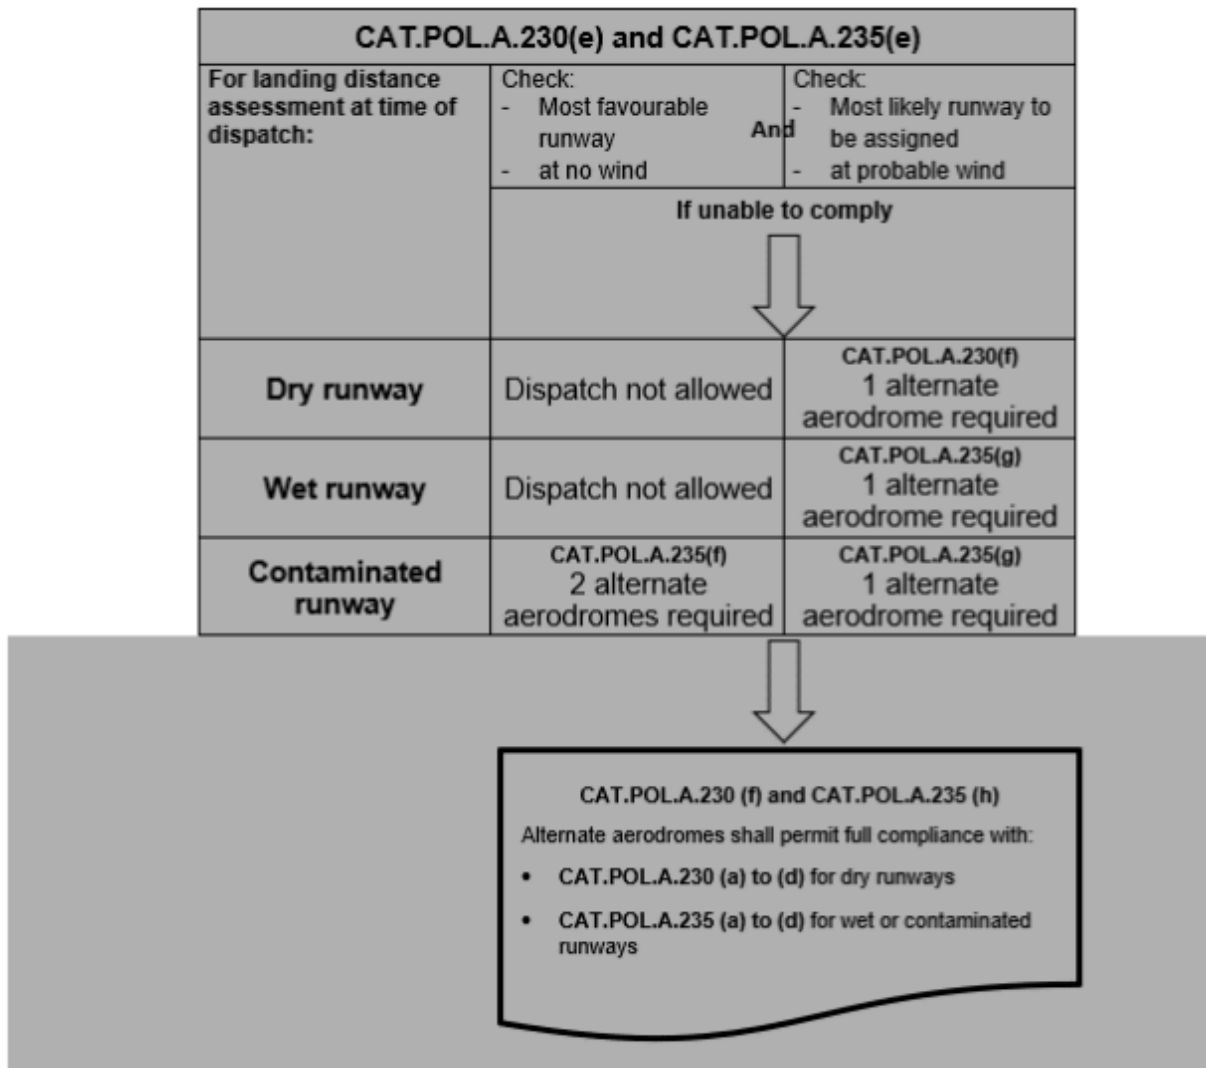 CAT.POL.A.230(e) and CAT.POL.A.235(e)
For landing distance
assessment at time of
dispatch:
Check:
- Most favourable
runway
- at no wind
And
Check:
- Most likely runway to
be assigned
- at probable wind
If unable to comply
Dry runway
Dispatch not allowed
CAT.POL.A.230(f)
1 alternate
aerodrome required
Wet runway
Dispatch not allowed
CAT.POL.A.235(g)
1 alternate
aerodrome required
Contaminated
runway
CAT.POL.A.235(f)
2 alternate
aerodromes required
CAT.POL.A.235(g)
1 alternate
aerodrome required
CAT.POL.A.230 (f) and CAT.POL.A.235 (h)
Alternate aerodromes shall permit full compliance with:
• CAT.POL.A.230 (a) to (d) for dry runways
• CAT.POL.A.235 (a) to (d) for wet or contaminated
runways